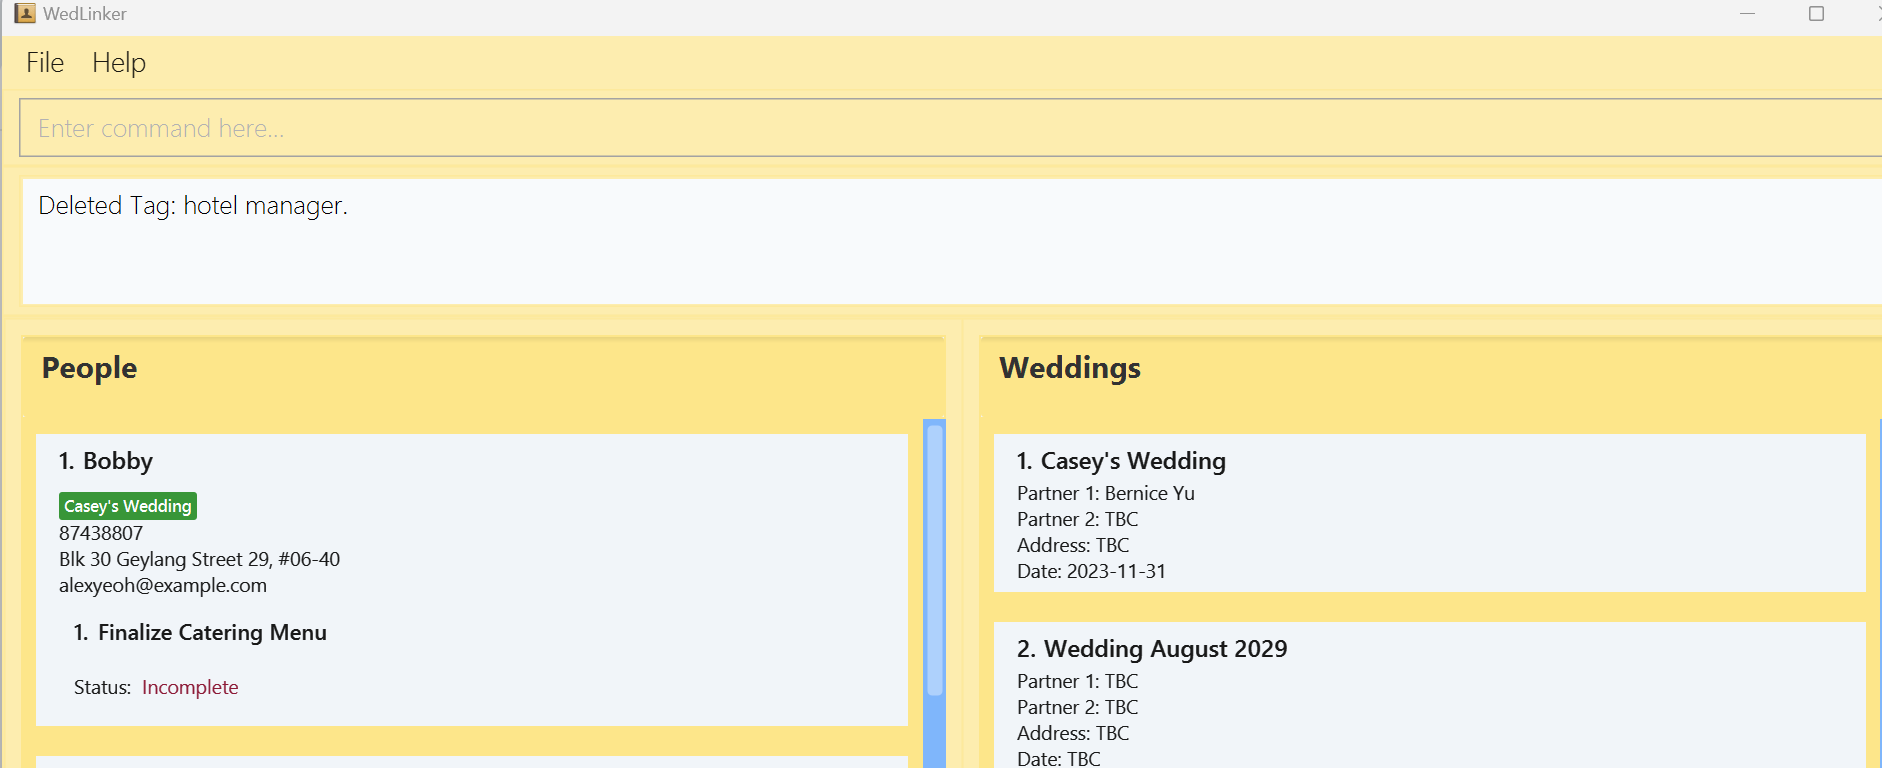 WedLinker
File Help
Enter command here...
Deleted Tag: hotel manager.
People
1. Bobby
Casey's Wedding
87438807
Blk 30 Geylang Street 29, #06-40
alexyeoh@example.com
1. Finalize Catering Menu
Status: Incomplete
Weddings
1. Casey's Wedding
Partner 1: Bernice Yu
Partner 2: TBC
Address: TBC
Date: 2023-11-31
2. Wedding August 2029
Partner 1: TBC
Partner 2: TBC
Address: TBC
Date: TBC